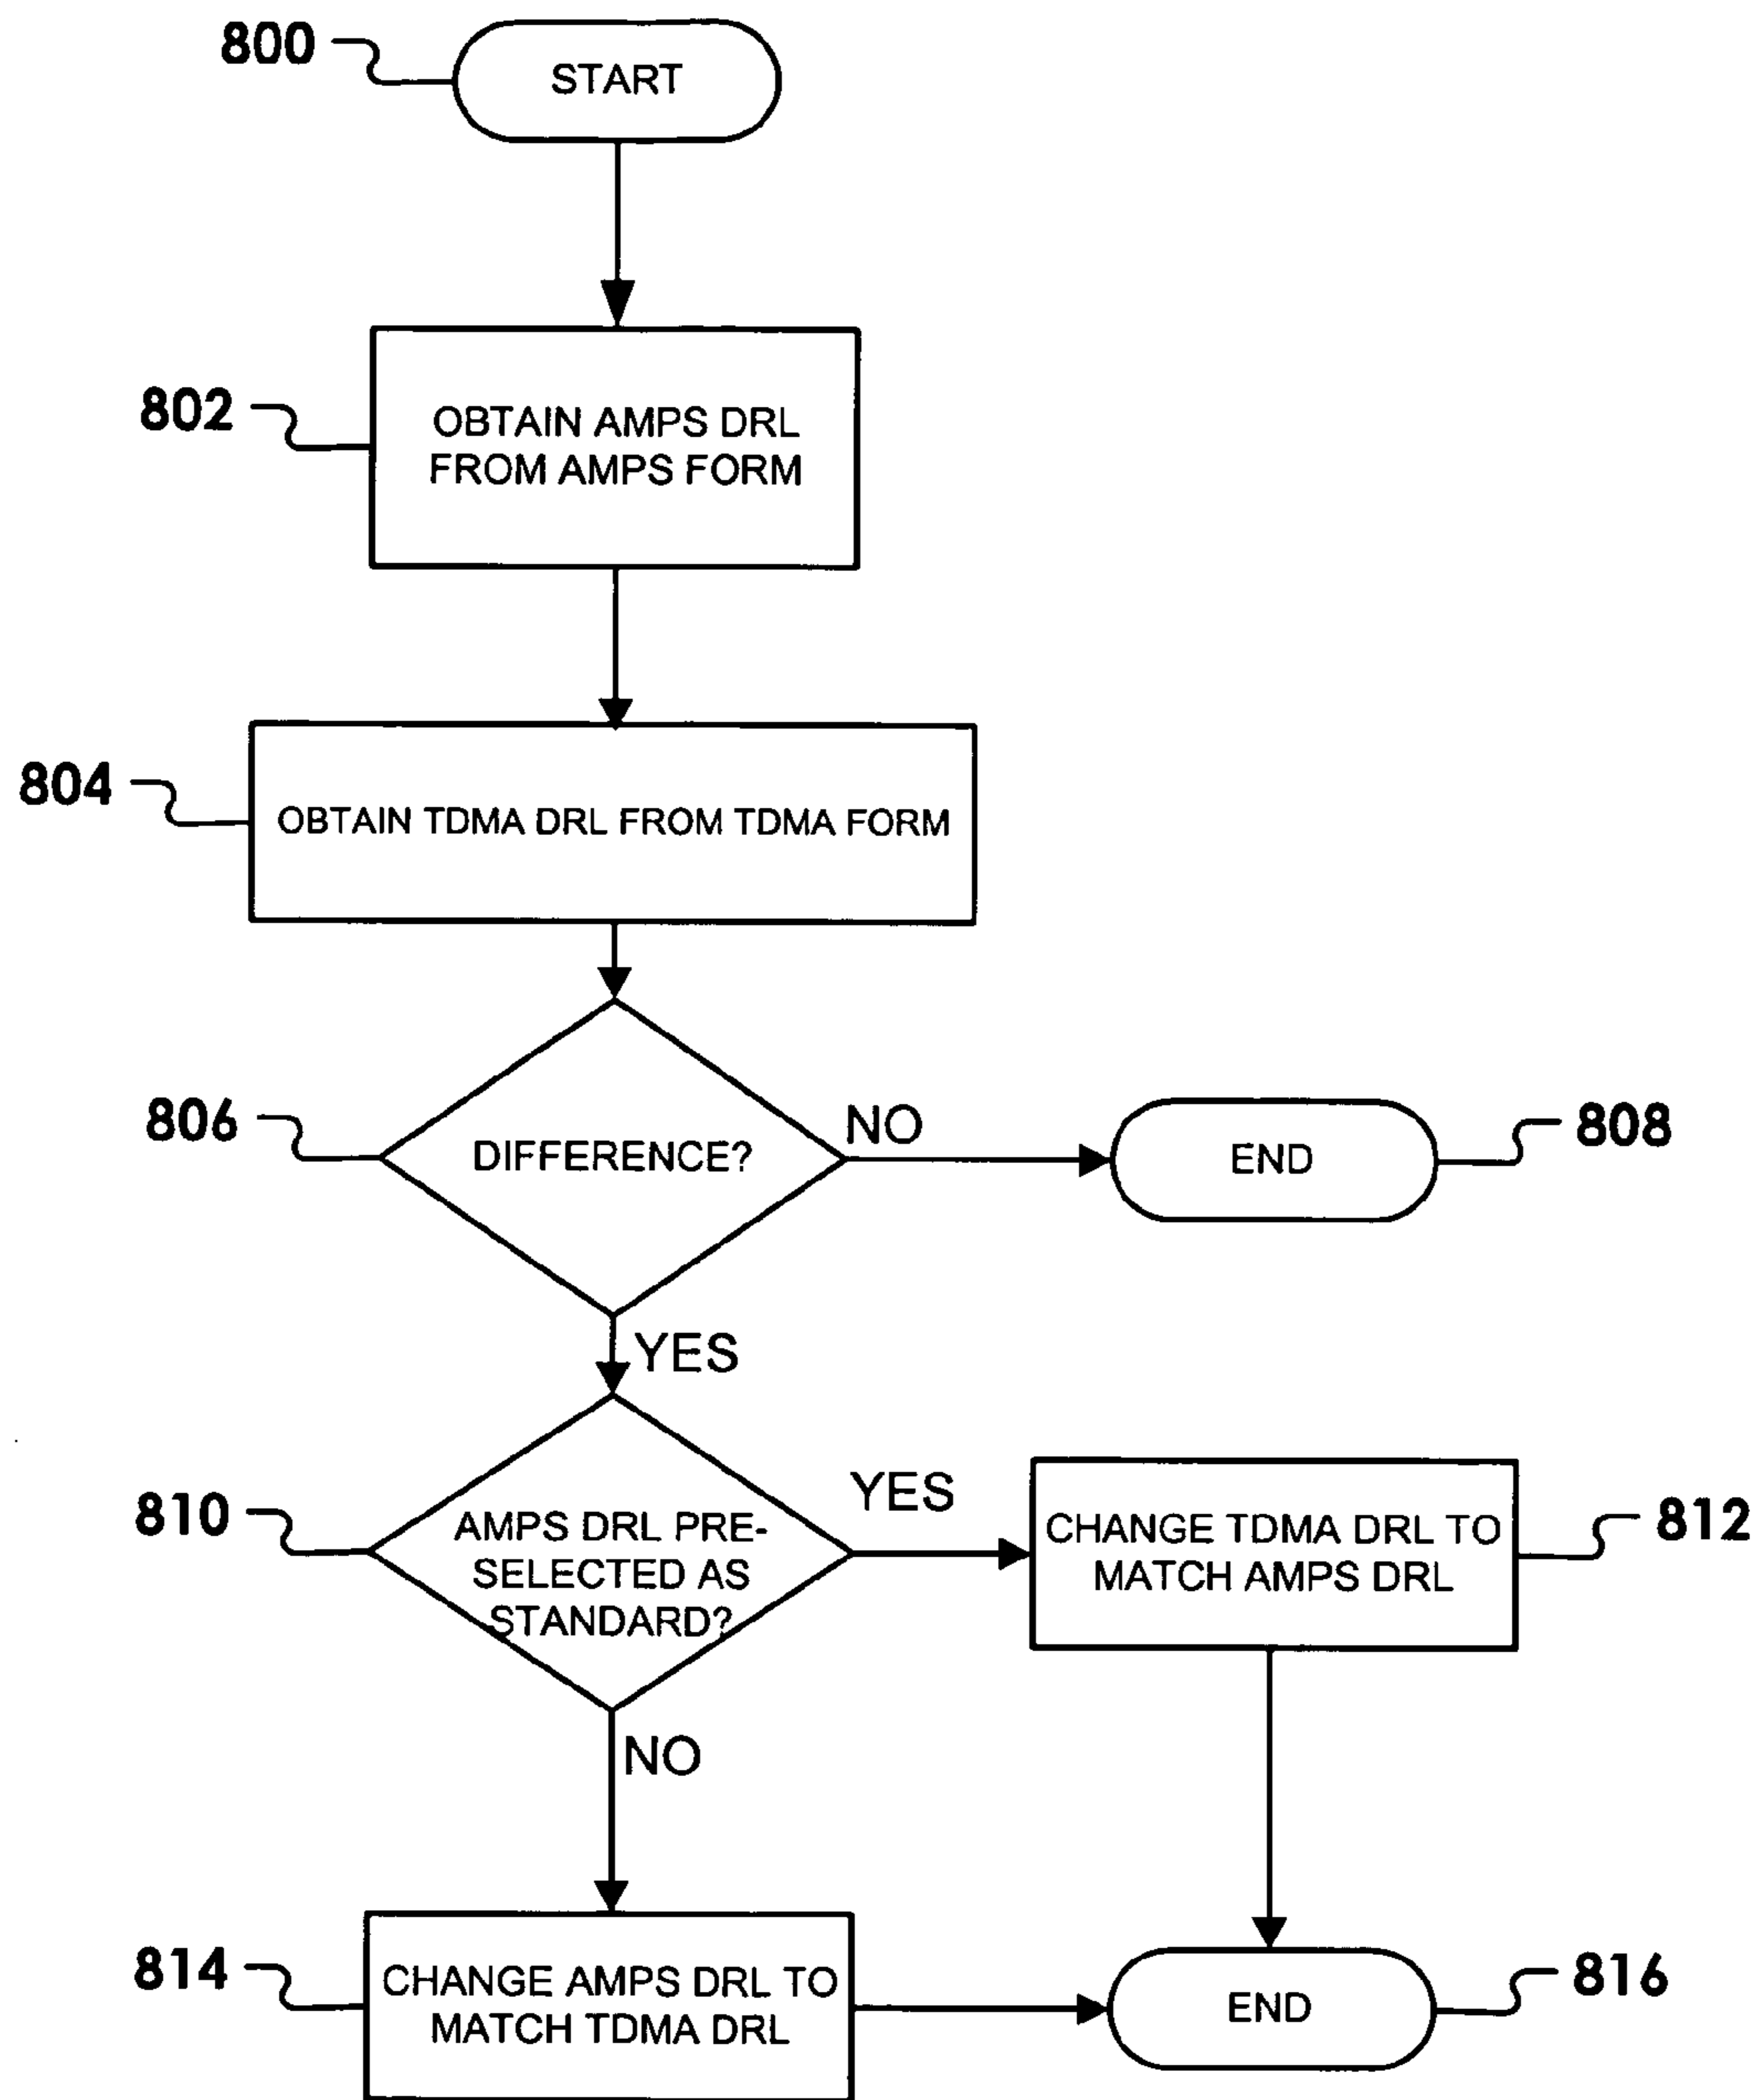 800
START
802
OBTAIN AMPS DRL
FROM AMPS FORM
804
OBTAIN TDMA DRL FROM TDMA FORM
806
DIFFERENCE?
NO
END
808
YES
810
AMPS DRL PRE-
SELECTED AS
STANDARD?
YES
CHANGE TDMA DRL TO
MATCH AMPS DRL
812
NO
814
CHANGE AMPS DRL TO
MATCH TDMA DRL
END
816